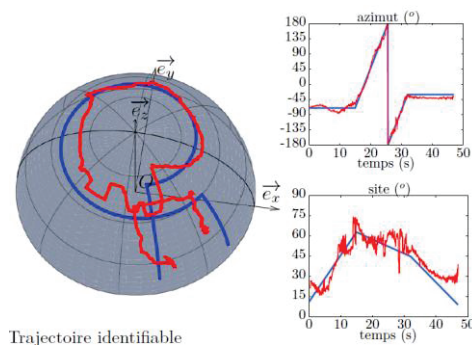 azimut (°)
180
135
90
45
0
-45
-90
-135
-180
0 10 20 30 40 50
temps (s)
e_y
e_z
O
e_x
site (°)
90
75
60
45
30
15
0
0 10 20 30 40 50
temps (s)
Trajectoire identifiable